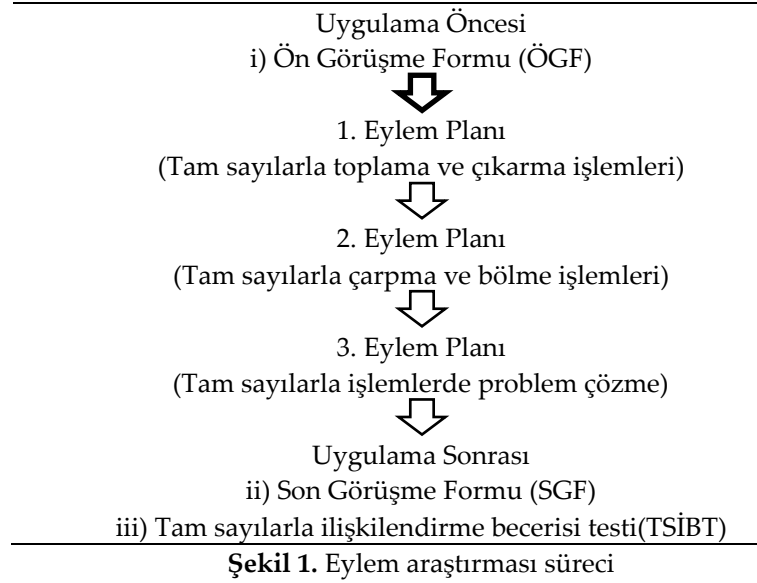 Uygulama Öncesi
i) Ön Görüşme Formu (ÖGF)
1. Eylem Planı
(Tam sayılarla toplama ve çıkarma işlemleri)
2. Eylem Planı
(Tam sayılarla çarpma ve bölme işlemleri)
3. Eylem Planı
(Tam sayılarla işlemlerde problem çözme)
Uygulama Sonrası
ii) Son Görüşme Formu (SGF)
iii) Tam sayılarla ilişkilendirme becerisi testi(TSİBT)
Şekil 1. Eylem araştırması süreci